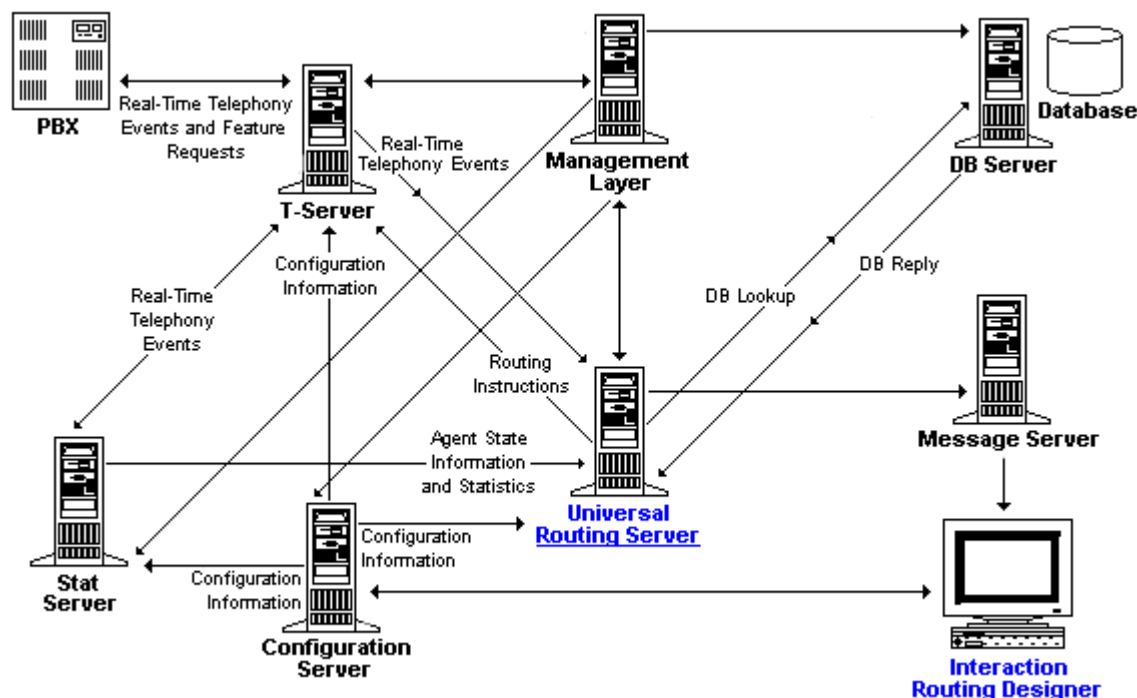 PBX
Real-Time Telephony
Events and Feature
Requests
T-Server
Real-Time
Telephony Events
Management
Layer
DB Server
Database
Configuration
Information
Real-Time
Telephony
Events
Routing
Instructions
DB Lookup
DB Reply
Message Server
Agent State
Information
and Statistics
Universal
Routing Server
Stat
Server
Configuration
Information
Configuration
Information
Configuration
Server
Interaction
Routing Designer